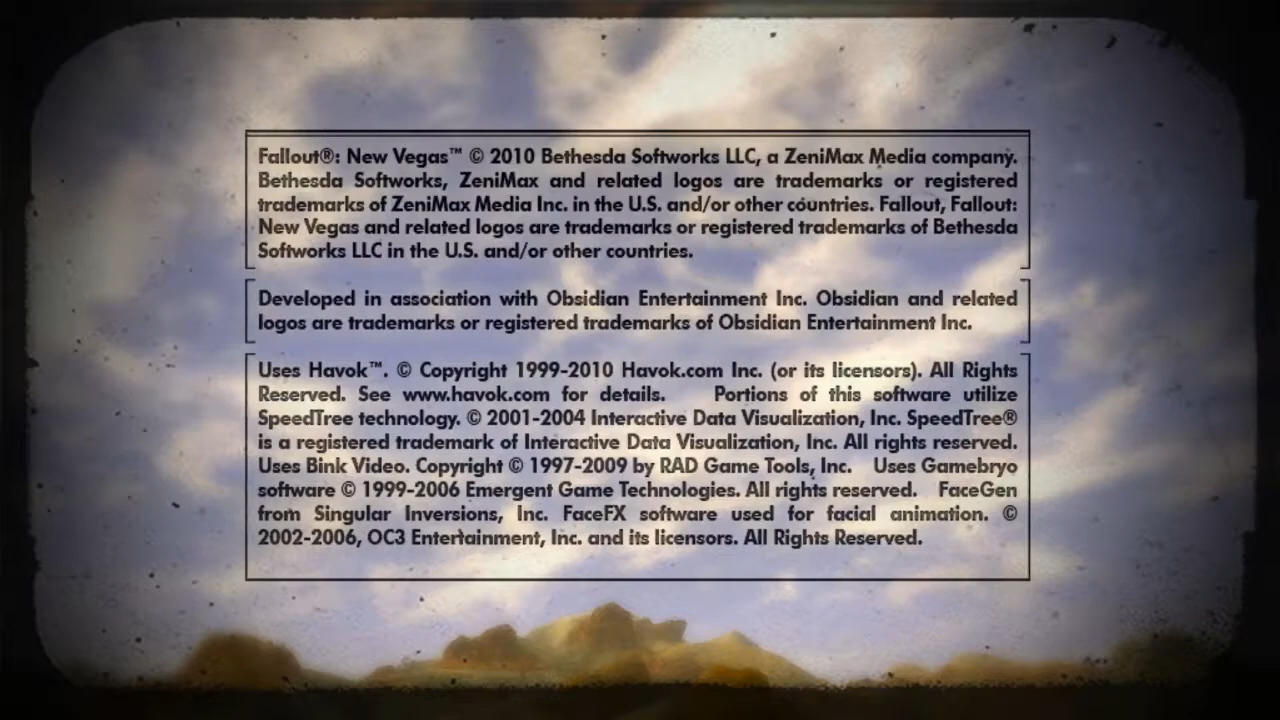 Fallout®: New Vegas™ © 2010 Bethesda Softworks LLC, a ZeniMax Media company.
Bethesda Softworks, ZeniMax and related logos are trademarks or registered
trademarks of ZeniMax Media Inc. in the U.S. and/or other countries. Fallout, Fallout:
New Vegas and related logos are trademarks or registered trademarks of Bethesda
Softworks LLC in the U.S. and/or other countries.
Developed in association with Obsidian Entertainment Inc. Obsidian and related
logos are trademarks or registered trademarks of Obsidian Entertainment Inc.
Uses Havok™. © Copyright 1999-2010 Havok.com Inc. (or its licensors). All Rights
Reserved. See www.havok.com for details. Portions of this software utilize
SpeedTree technology. © 2001-2004 Interactive Data Visualization, Inc. SpeedTree®
is a registered trademark of Interactive Data Visualization, Inc. All rights reserved.
Uses Bink Video. Copyright © 1997-2009 by RAD Game Tools, Inc. Uses Gamebryo
software © 1999-2006 Emergent Game Technologies. All rights reserved. FaceGen
from Singular Inversions, Inc. FaceFX software used for facial animation. ©
2002-2006, OC3 Entertainment, Inc. and its licensors. All Rights Reserved.